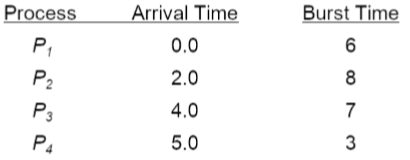 Process Arrival Time Burst Time
P1 0.0 6
P2 2.0 8
P3 4.0 7
P4 5.0 3